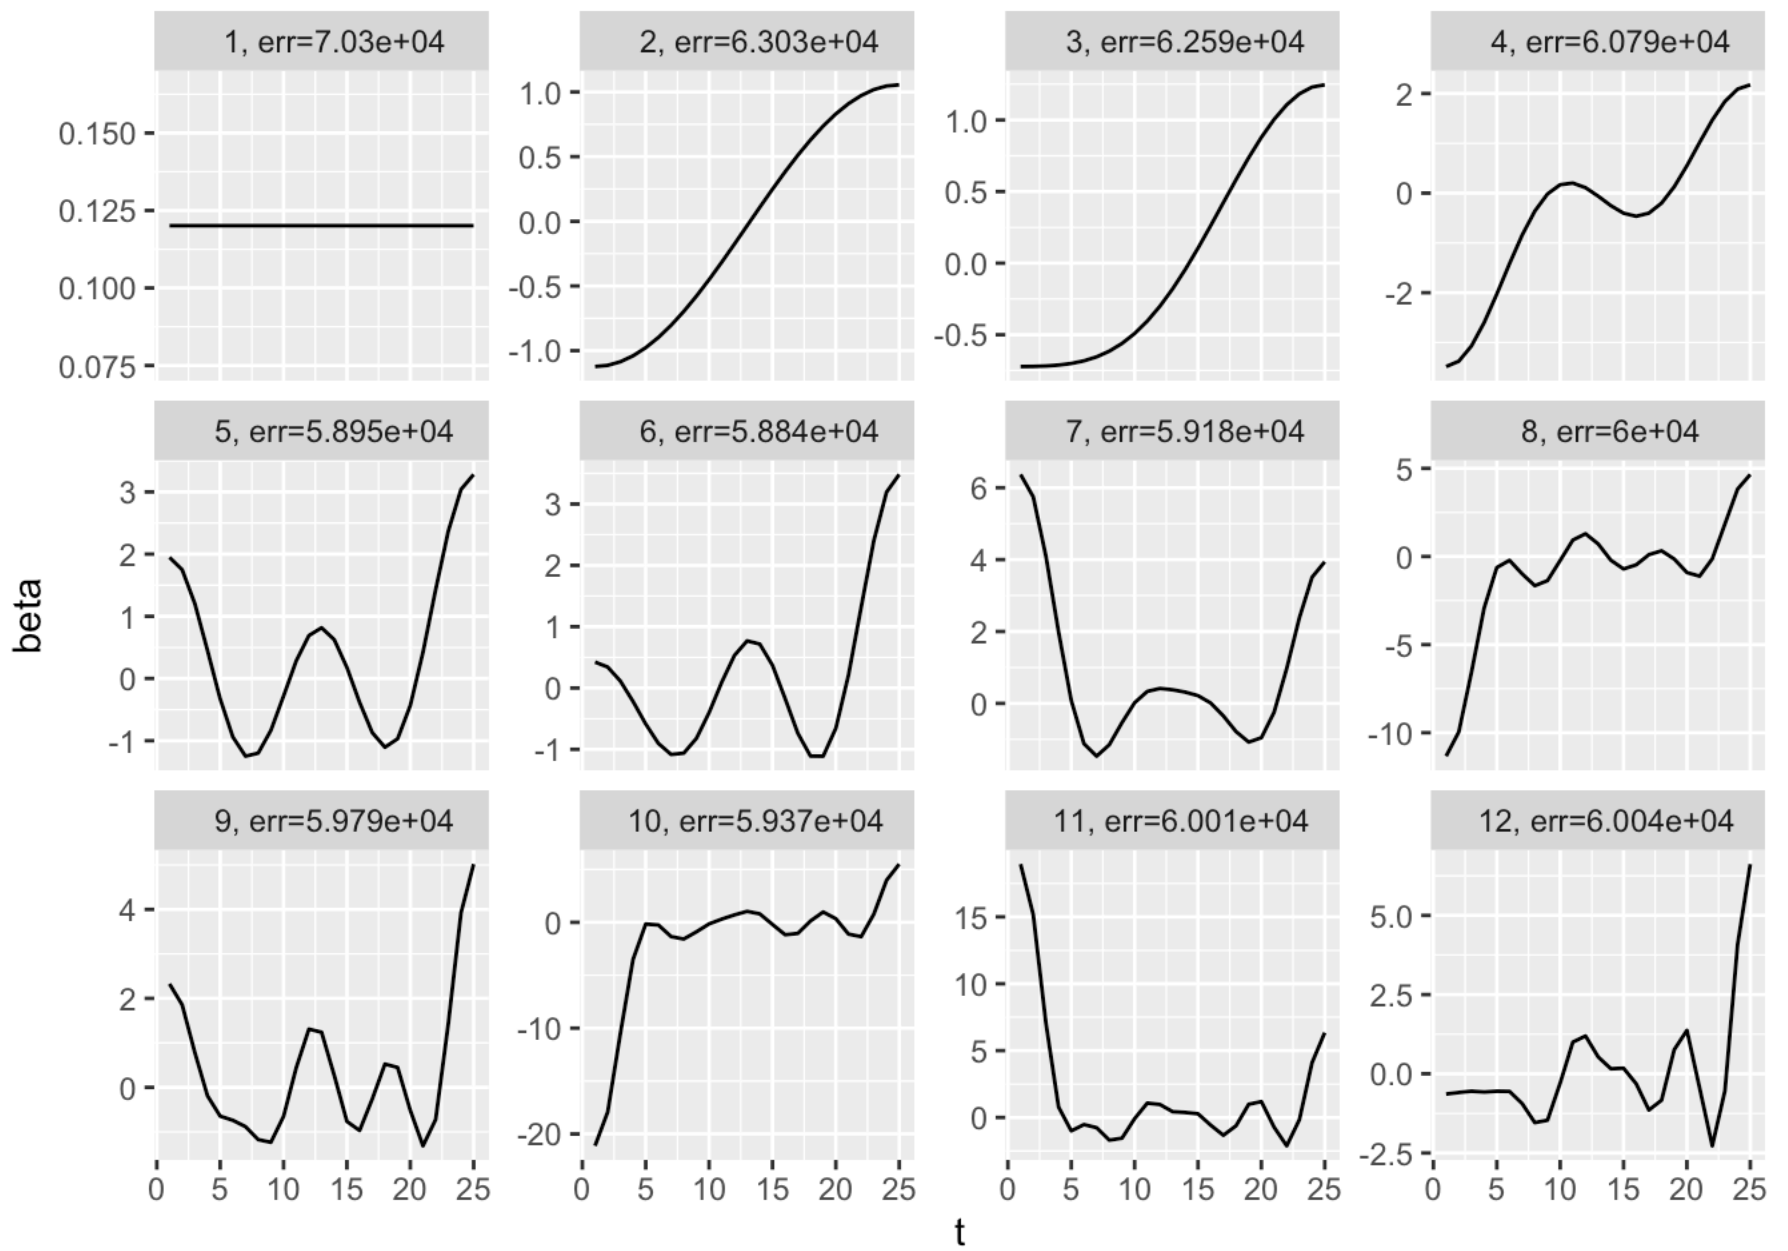 1, err=7.03e+04
2, err=6.303e+04
3, err=6.259e+04
4, err=6.079e+04
0.150
0.125
0.100
0.075
1.0
0.5
0.0
-0.5
-1.0
1.0
0.5
0.0
-0.5
2
0
-2
5, err=5.895e+04
6, err=5.884e+04
7, err=5.918e+04
8, err=6e+04
3
2
1
0
-1
3
2
1
0
-1
6
4
2
0
5
0
-5
-10
beta
9, err=5.979e+04
10, err=5.937e+04
11, err=6.001e+04
12, err=6.004e+04
4
2
0
0
-10
-20
15
10
5
0
5.0
2.5
0.0
-2.5
0 5 10 15 20 25
0 5 10 15 20 25
0 5 10 15 20 25
0 5 10 15 20 25
t